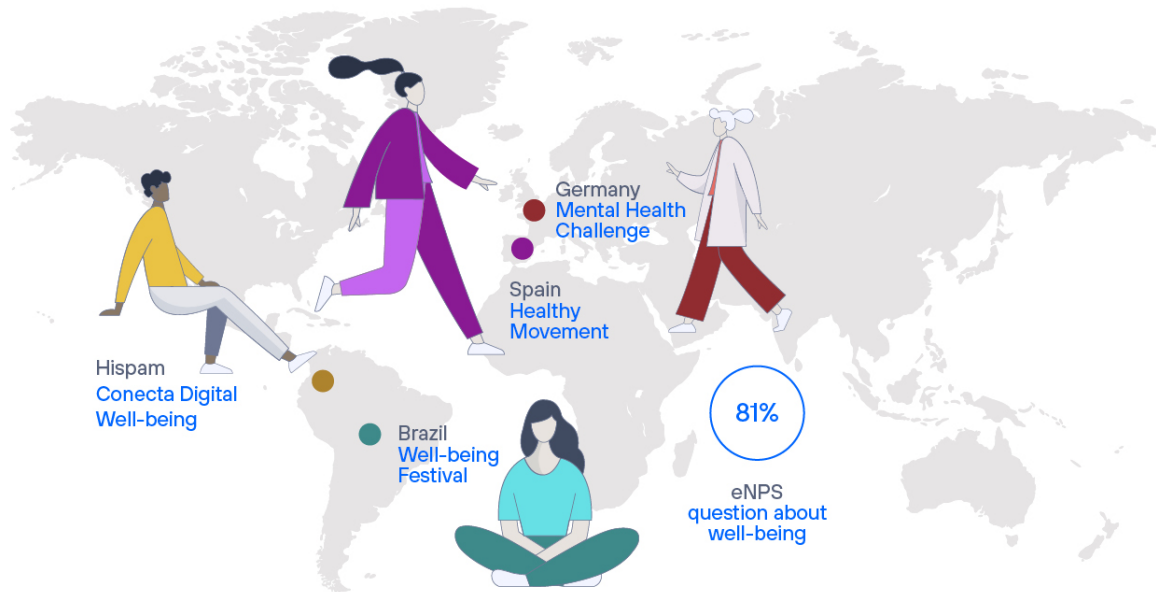 Germany
Mental Health
Challenge
Spain
Healthy
Movement
Hispam
Conecta Digital
Well-being
Brazil
Well-being
Festival
81%
eNPS
question about
well-being